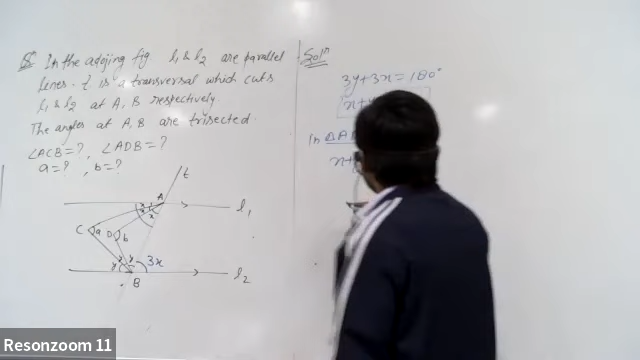 Q. In the adjoing fig l1 & l2 are parallel
lines. t is a transversal which cuts
l1 & l2 at A, B respectively
The angles at A, B are trisected.
∠ACB=? , ∠ADB=?
a=? , b=?
t
A
x
x
x
l1
C
a
D
b
y
y
y
3x
B
l2
Soln
3y+3x=180°
x+
In
x+
Resonzoom 11